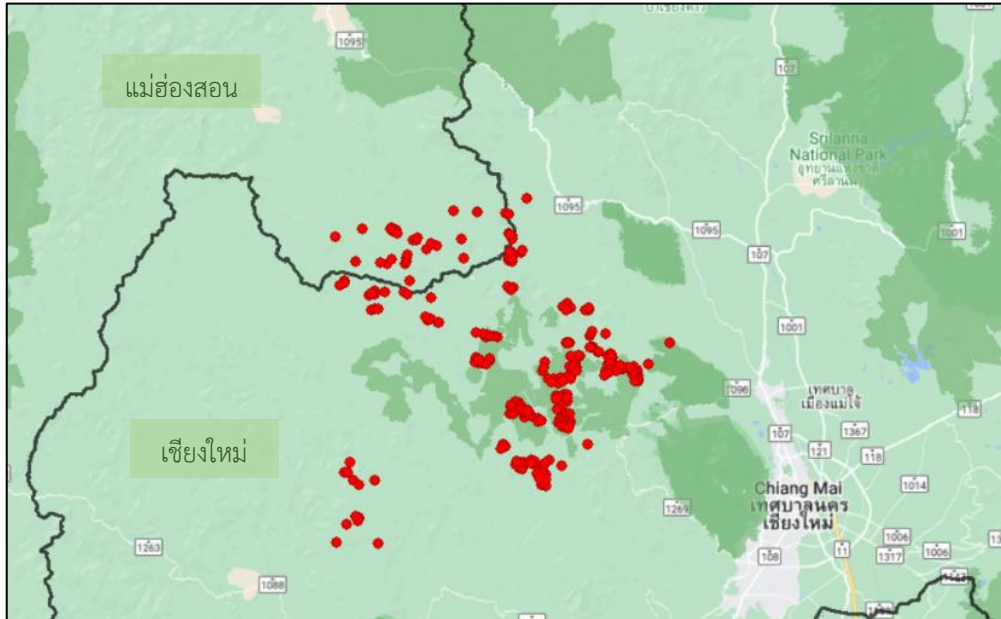 1095
107
แม่ฮ่องสอน
Srilanna
National Park
อุทยานแห่งชาติ
ศรีลานนา
1095
1095
1001
107
1001
1096
เทศบาล
เมืองแม่โจ้
118
107
1367
121
118
เชียงใหม่
1014
Chiang Mai
เทศบาลนคร
เชียงใหม่
1269
1006
1263
11
1317
1006
108
1088